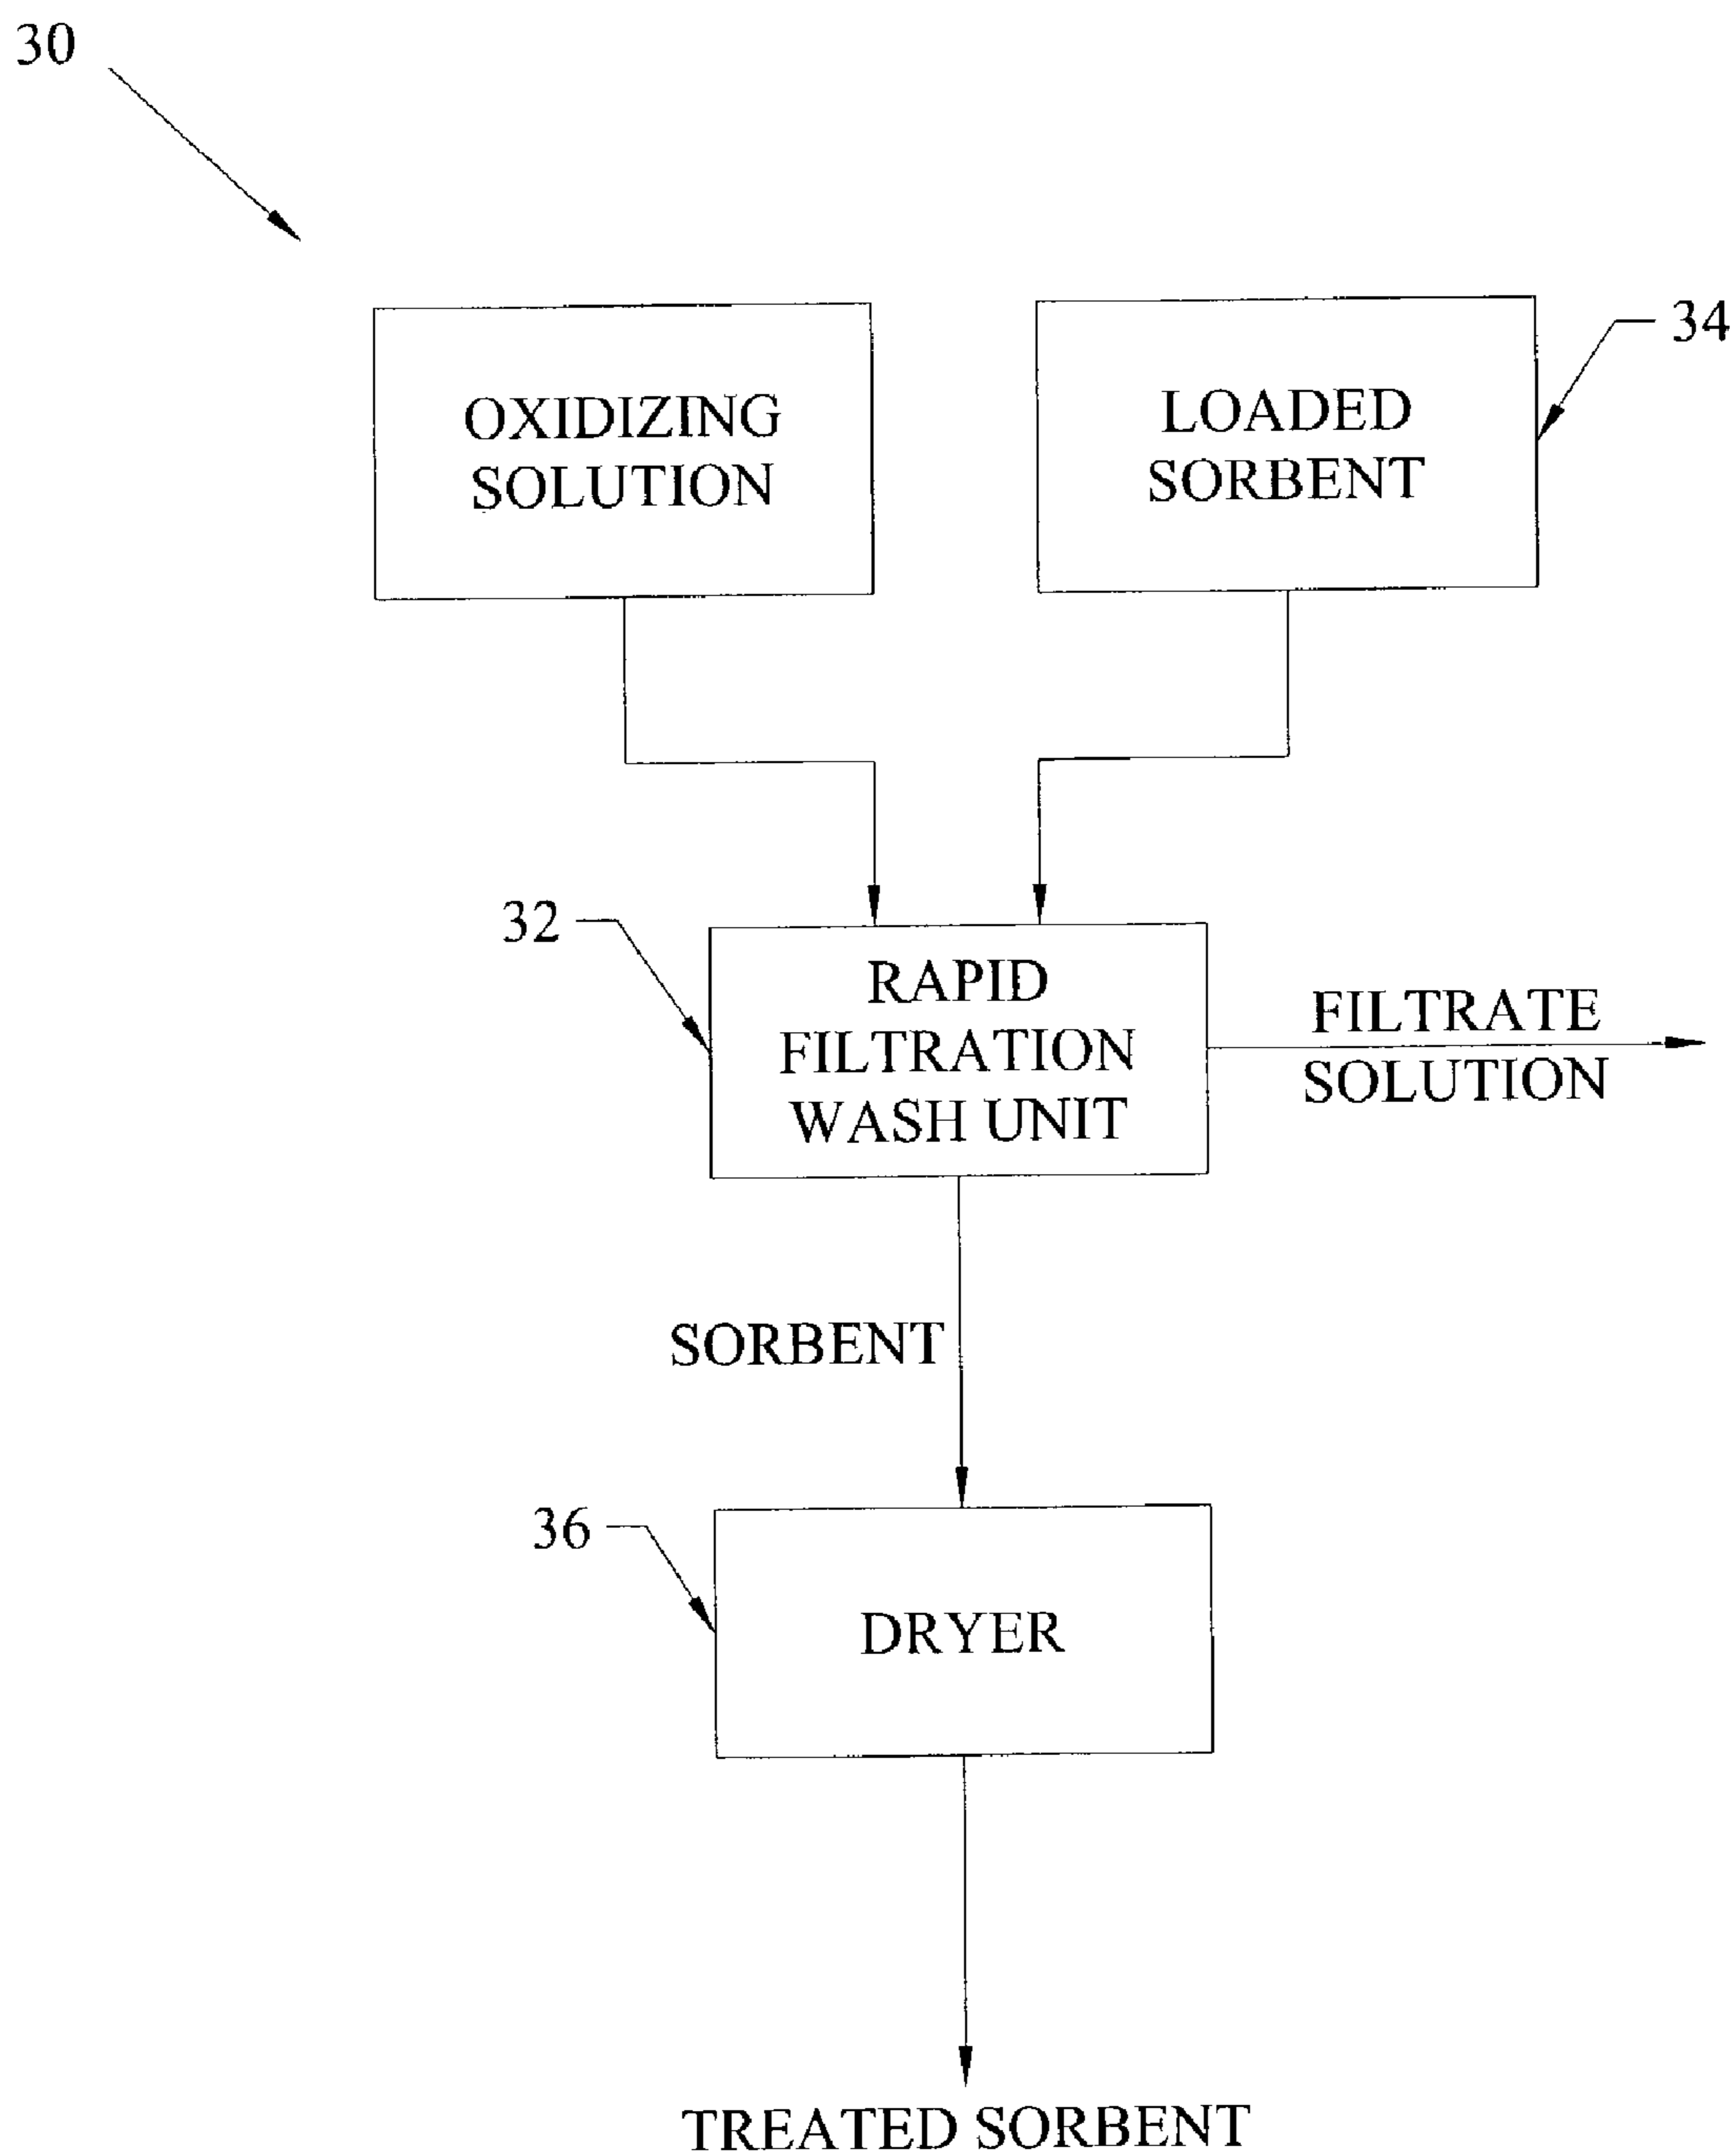 30
OXIDIZING
SOLUTION
LOADED
SORBENT
34
32
RAPID
FILTRATION
WASH UNIT
FILTRATE
SOLUTION
SORBENT
36
DRYER
TREATED SORBENT